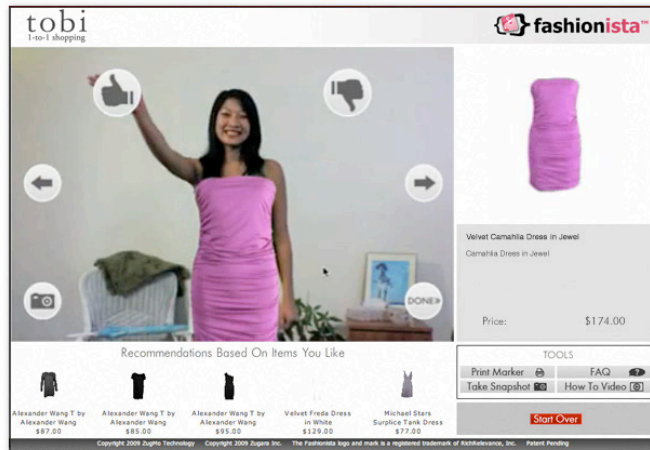 tobi
1-to-1 shopping
fashionista™
DONE»
Velvet Camahlia Dress in Jewel
Camahlia Dress in Jewel
Price: $174.00
Recommendations Based On Items You Like
Alexander Wang T by
Alexander Wang
$87.00
Alexander Wang T by
Alexander Wang
$85.00
Alexander Wang T by
Alexander Wang
$95.00
Velvet Freda Dress
in White
$129.00
Michael Stars
Surplice Tank Dress
$77.00
TOOLS
Print Marker
FAQ
?
Take Snapshot
How To Video
Start Over
Copyright 2009 ZugMo Technology Copyright 2009 Zugara Inc. The Fashionista logo and mark is a registered trademark of RichRelevance, Inc. Patent Pending